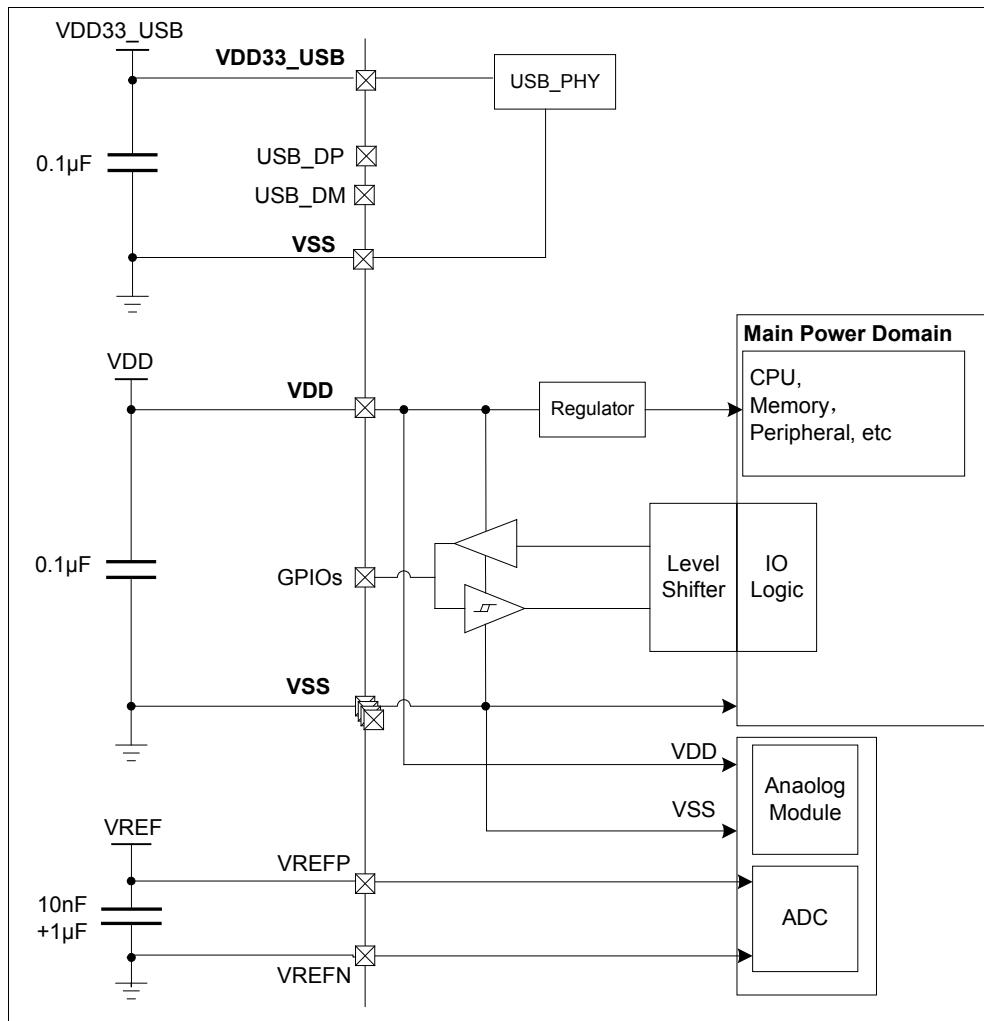 VDD33_USB
VDD33_USB
USB_PHY
0.1µF
USB_DP
USB_DM
VSS
Main Power Domain
VDD
VDD
Regulator
CPU,
Memory，
Peripheral, etc
0.1µF
GPIOs
Level
Shifter
IO
Logic
VSS
VDD
Anaolog
Module
VSS
VREF
VREFP
10nF
+1µF
ADC
VREFN